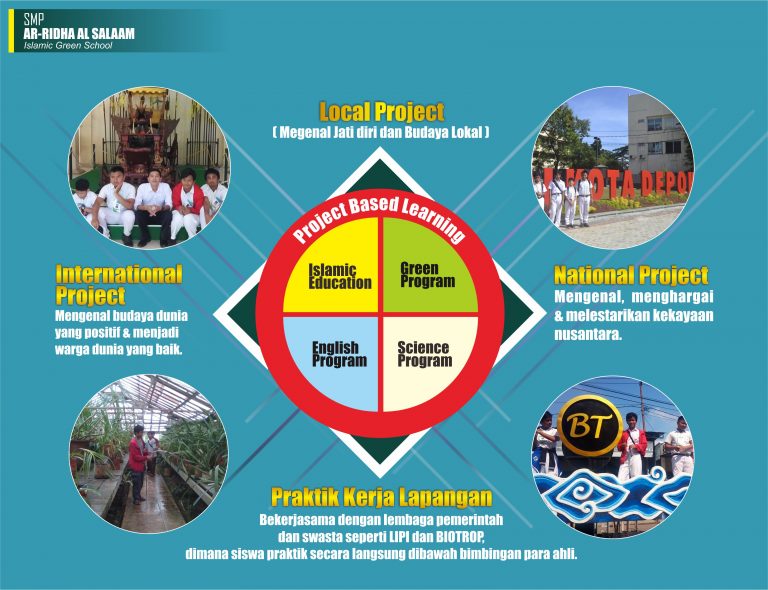 SMP
AR-RIDHA AL SALAAM
Islamic Green School
Local Project
( Megenal Jati diri dan Budaya Lokal )
KOTA DEPO
Project Based Learning
Islamic
Education
Green
Program
English
Program
Science
Program
International
Project
Mengenal budaya dunia
yang positif & menjadi
warga dunia yang baik.
National Project
Mengenal, menghargai
& melestarikan kekayaan
nusantara.
BT
Praktik Kerja Lapangan
Bekerjasama dengan lembaga pemerintah
dan swasta seperti LIPI dan BIOTROP,
dimana siswa praktik secara langsung dibawah bimbingan para ahli.